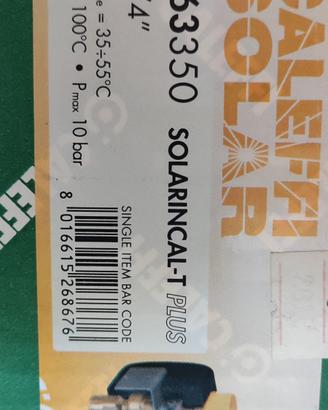 CALEFFI
SOLAR
63350 SOLARINCAL-T PLUS
/4"
e = 35÷55°C
100°C • Pmax 10 bar
SINGLE ITEM BAR CODE
8 016615 268676
CALEFFI